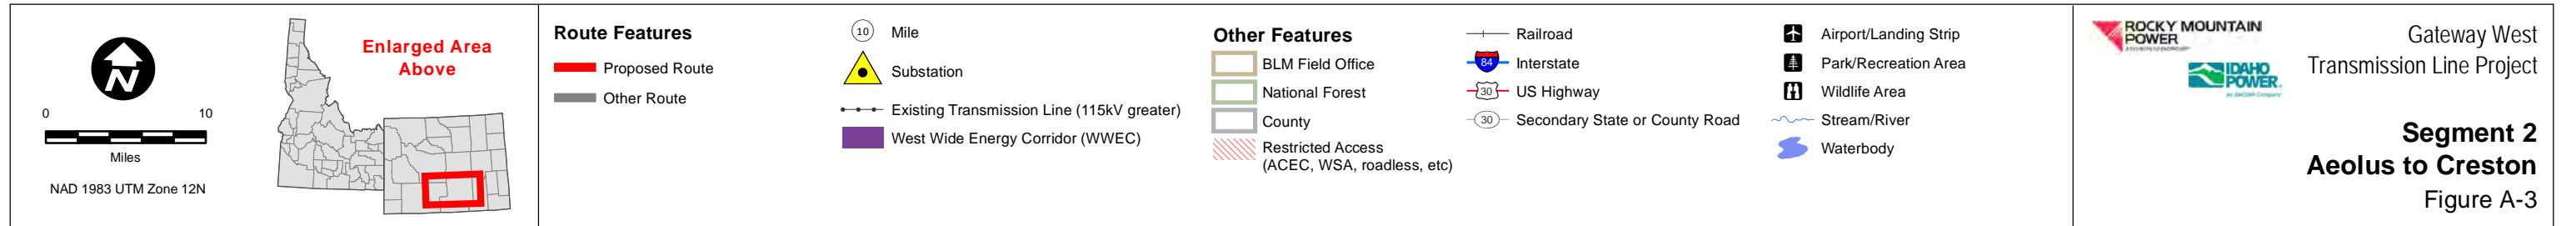 N
0 10
Miles
NAD 1983 UTM Zone 12N
Enlarged Area
Above
Route Features
Proposed Route
Other Route
10 Mile
Substation
Existing Transmission Line (115kV greater)
West Wide Energy Corridor (WWEC)
Other Features
BLM Field Office
National Forest
County
Restricted Access
(ACEC, WSA, roadless, etc)
Railroad
84 Interstate
30 US Highway
30 Secondary State or County Road
Airport/Landing Strip
Park/Recreation Area
Wildlife Area
Stream/River
Waterbody
ROCKY MOUNTAIN
POWER
IDAHO
POWER
An IDACORP Company
Gateway West
Transmission Line Project
Segment 2
Aeolus to Creston
Figure A-3